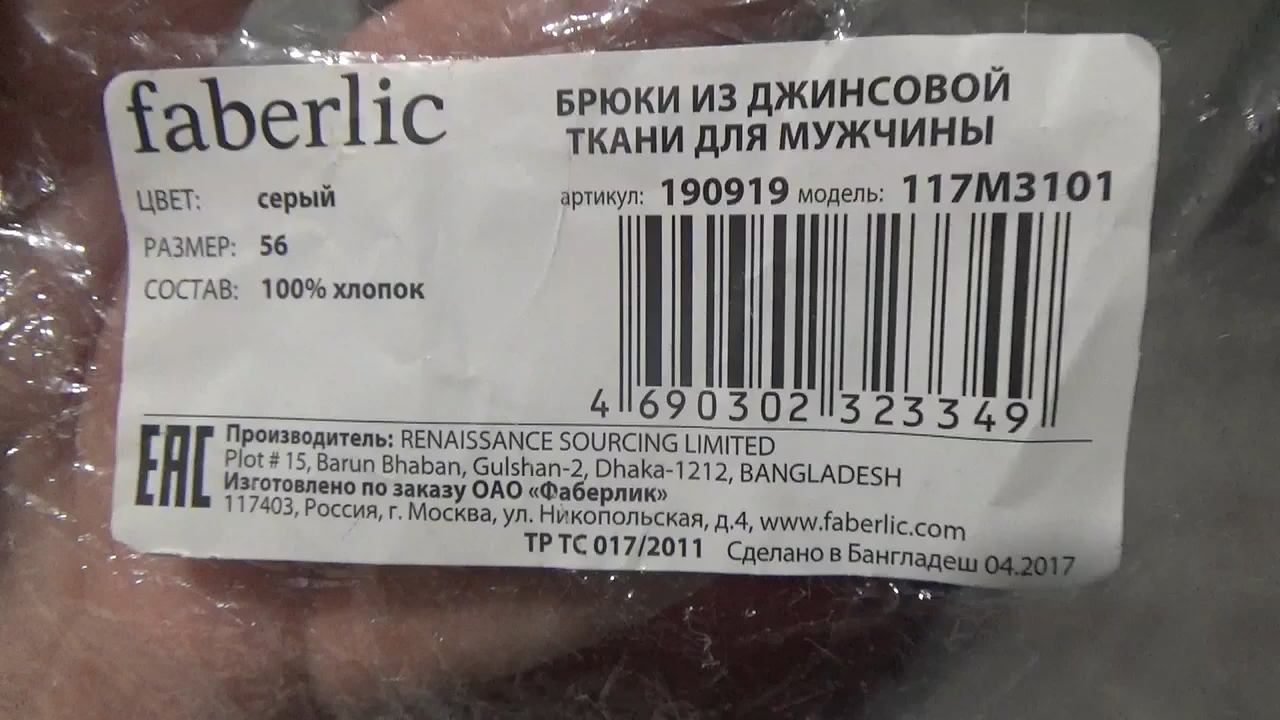 faberlic
БРЮКИ ИЗ ДЖИНСОВОЙ
ТКАНИ ДЛЯ МУЖЧИНЫ
артикул: 190919 модель: 117M3101
ЦВЕТ: серый
РАЗМЕР: 56
СОСТАВ: 100% хлопок
4 690302 323349
EAC
Производитель: RENAISSANCE SOURCING LIMITED
Plot # 15, Barun Bhaban, Gulshan-2, Dhaka-1212, BANGLADESH
Изготовлено по заказу ОАО «Фаберлик»
117403, Россия, г. Москва, ул. Никопольская, д.4, www.faberlic.com
ТР ТС 017/2011 Сделано в Бангладеш 04.2017